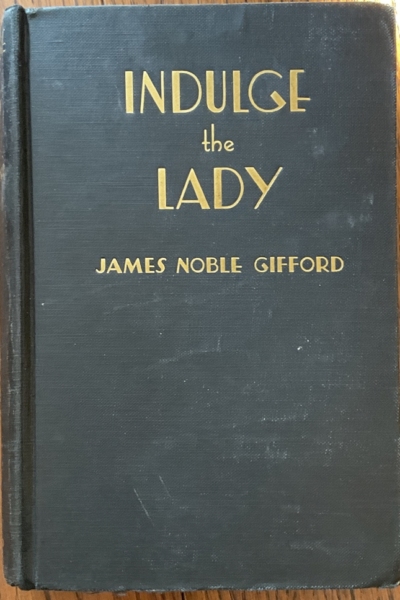 INDULGE
the
LADY
JAMES NOBLE GIFFORD